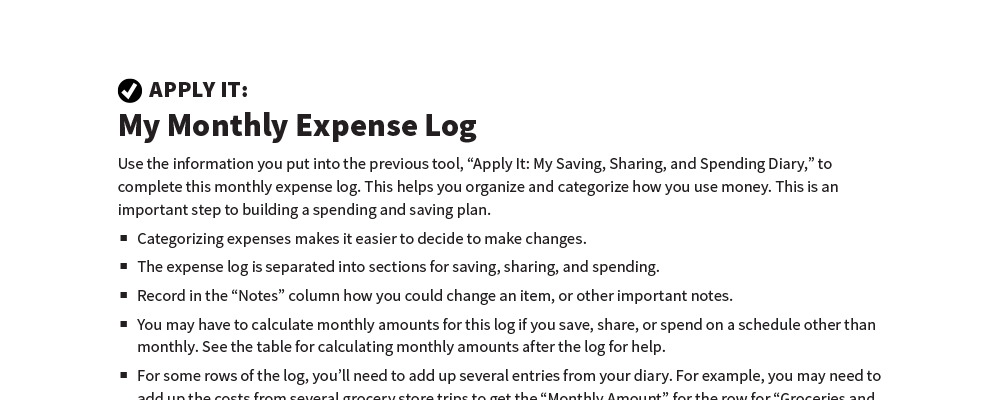 APPLY IT:
My Monthly Expense Log
Use the information you put into the previous tool, “Apply It: My Saving, Sharing, and Spending Diary,” to
complete this monthly expense log. This helps you organize and categorize how you use money. This is an
important step to building a spending and saving plan.
▪ Categorizing expenses makes it easier to decide to make changes.
▪ The expense log is separated into sections for saving, sharing, and spending.
▪ Record in the “Notes” column how you could change an item, or other important notes.
▪ You may have to calculate monthly amounts for this log if you save, share, or spend on a schedule other than
monthly. See the table for calculating monthly amounts after the log for help.
▪ For some rows of the log, you’ll need to add up several entries from your diary. For example, you may need to
add up the costs from several grocery store trips to get the “Monthly Amount” for the row for “Groceries and